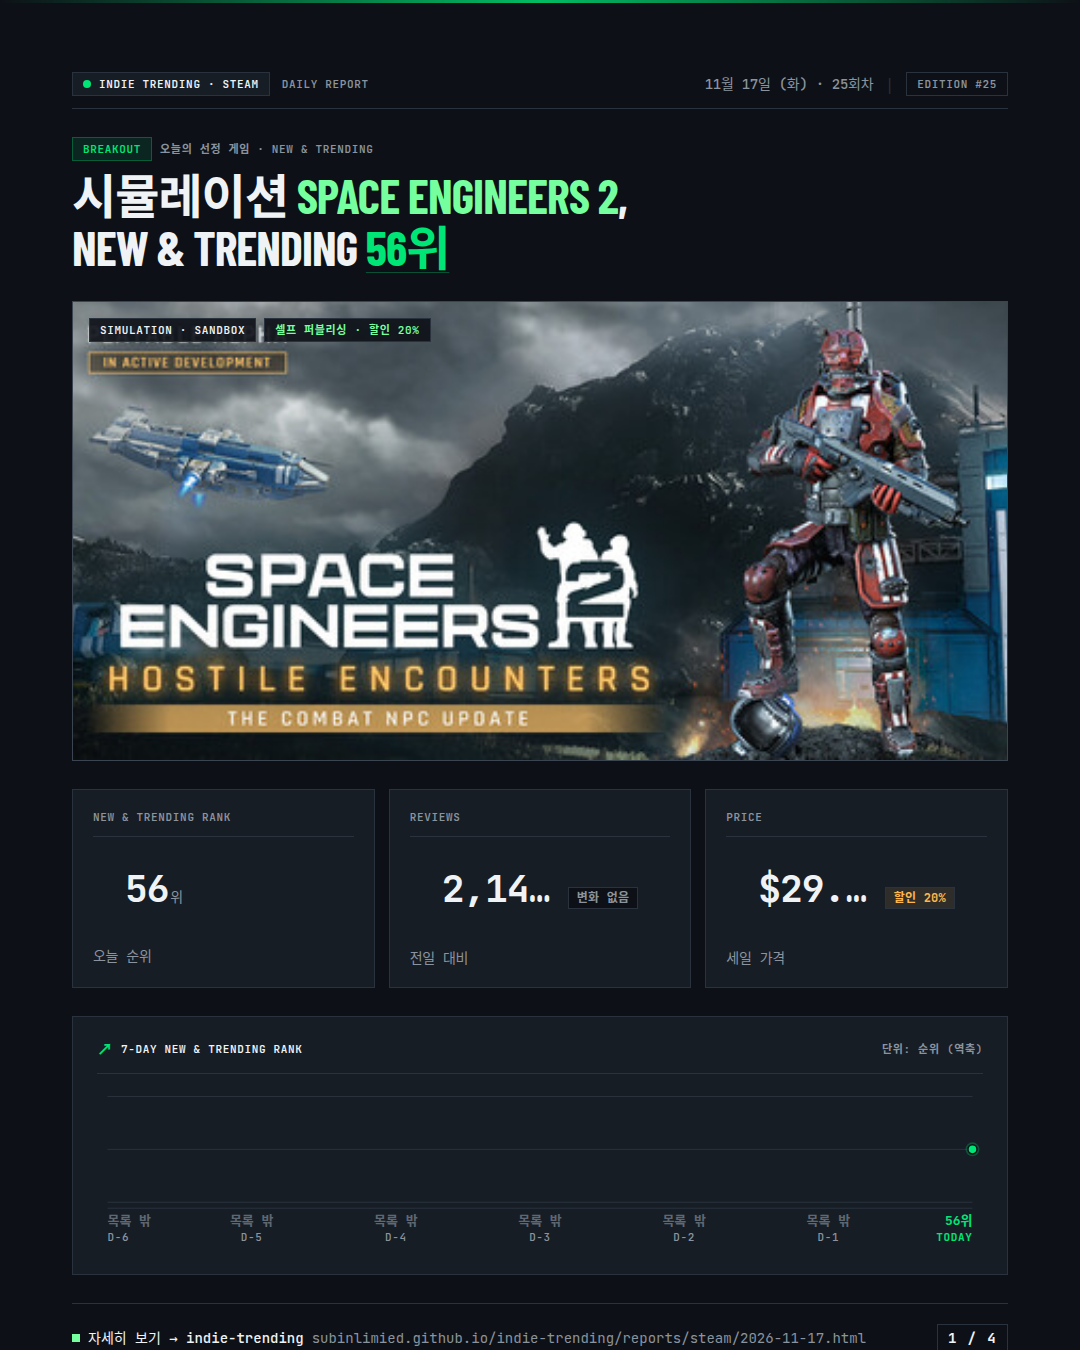 INDIE TRENDING · STEAM DAILY REPORT 11월 17일 (화) · 25회차 EDITION #25
BREAKOUT 오늘의 선정 게임 · NEW & TRENDING
시뮬레이션 SPACE ENGINEERS 2,
NEW & TRENDING 56위
SIMULATION · SANDBOX 셀프 퍼블리싱 · 할인 20%
IN ACTIVE DEVELOPMENT
SPACE
ENGINEERS 2
HOSTILE ENCOUNTERS
THE COMBAT NPC UPDATE
NEW & TRENDING RANK
56위
오늘 순위
REVIEWS
2,14… 변화 없음
전일 대비
PRICE
$29.… 할인 20%
세일 가격
↗ 7-DAY NEW & TRENDING RANK 단위: 순위 (역축)
목록 밖 목록 밖 목록 밖 목록 밖 목록 밖 목록 밖 56위
D-6 D-5 D-4 D-3 D-2 D-1 TODAY
자세히 보기 → indie-trending subinlimied.github.io/indie-trending/reports/steam/2026-11-17.html 1 / 4